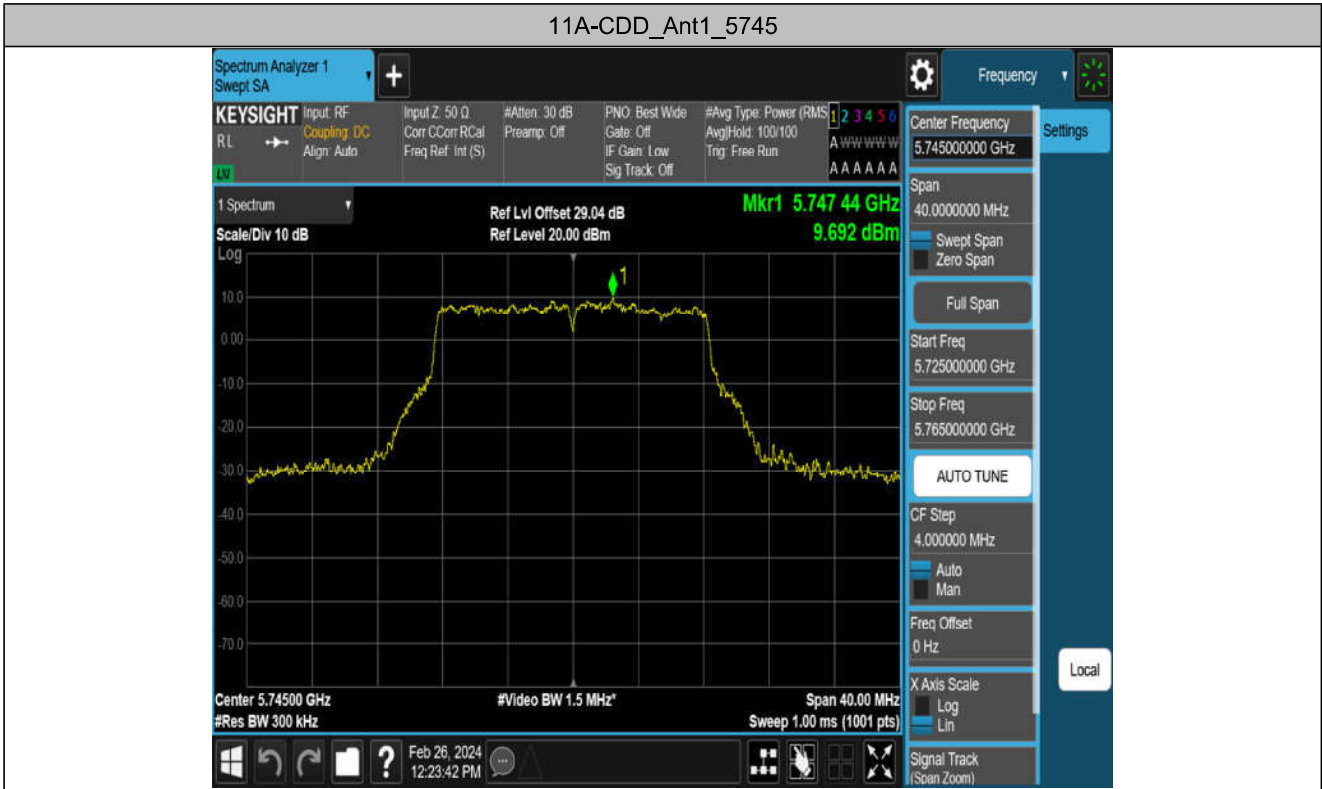 11A-CDD_Ant1_5745
Spectrum Analyzer 1
Swept SA
+
Frequency
KEYSIGHT
RL
LXI
Input: RF
Coupling: DC
Align: Auto
Input Z: 50 Ω
Corr CCorr RCal
Freq Ref: Int (S)
#Atten: 30 dB
Preamp: Off
PNO: Best Wide
Gate: Off
IF Gain: Low
Sig Track: Off
#Avg Type: Power (RMS
Avg|Hold: 100/100
Trig: Free Run
1 2 3 4 5 6
A W W W W W
A A A A A A
1 Spectrum
Scale/Div 10 dB
Log
Ref Lvl Offset 29.04 dB
Ref Level 20.00 dBm
Mkr1 5.747 44 GHz
9.692 dBm
1
10.0
0.00
-10.0
-20.0
-30.0
-40.0
-50.0
-60.0
-70.0
Center 5.74500 GHz
#Res BW 300 kHz
#Video BW 1.5 MHz*
Span 40.00 MHz
Sweep 1.00 ms (1001 pts)
Center Frequency
5.745000000 GHz
Settings
Span
40.0000000 MHz
Swept Span
Zero Span
Full Span
Start Freq
5.725000000 GHz
Stop Freq
5.765000000 GHz
AUTO TUNE
CF Step
4.000000 MHz
Auto
Man
Freq Offset
0 Hz
X Axis Scale
Log
Lin
Local
Signal Track
(Span Zoom)
?
Feb 26, 2024
12:23:42 PM